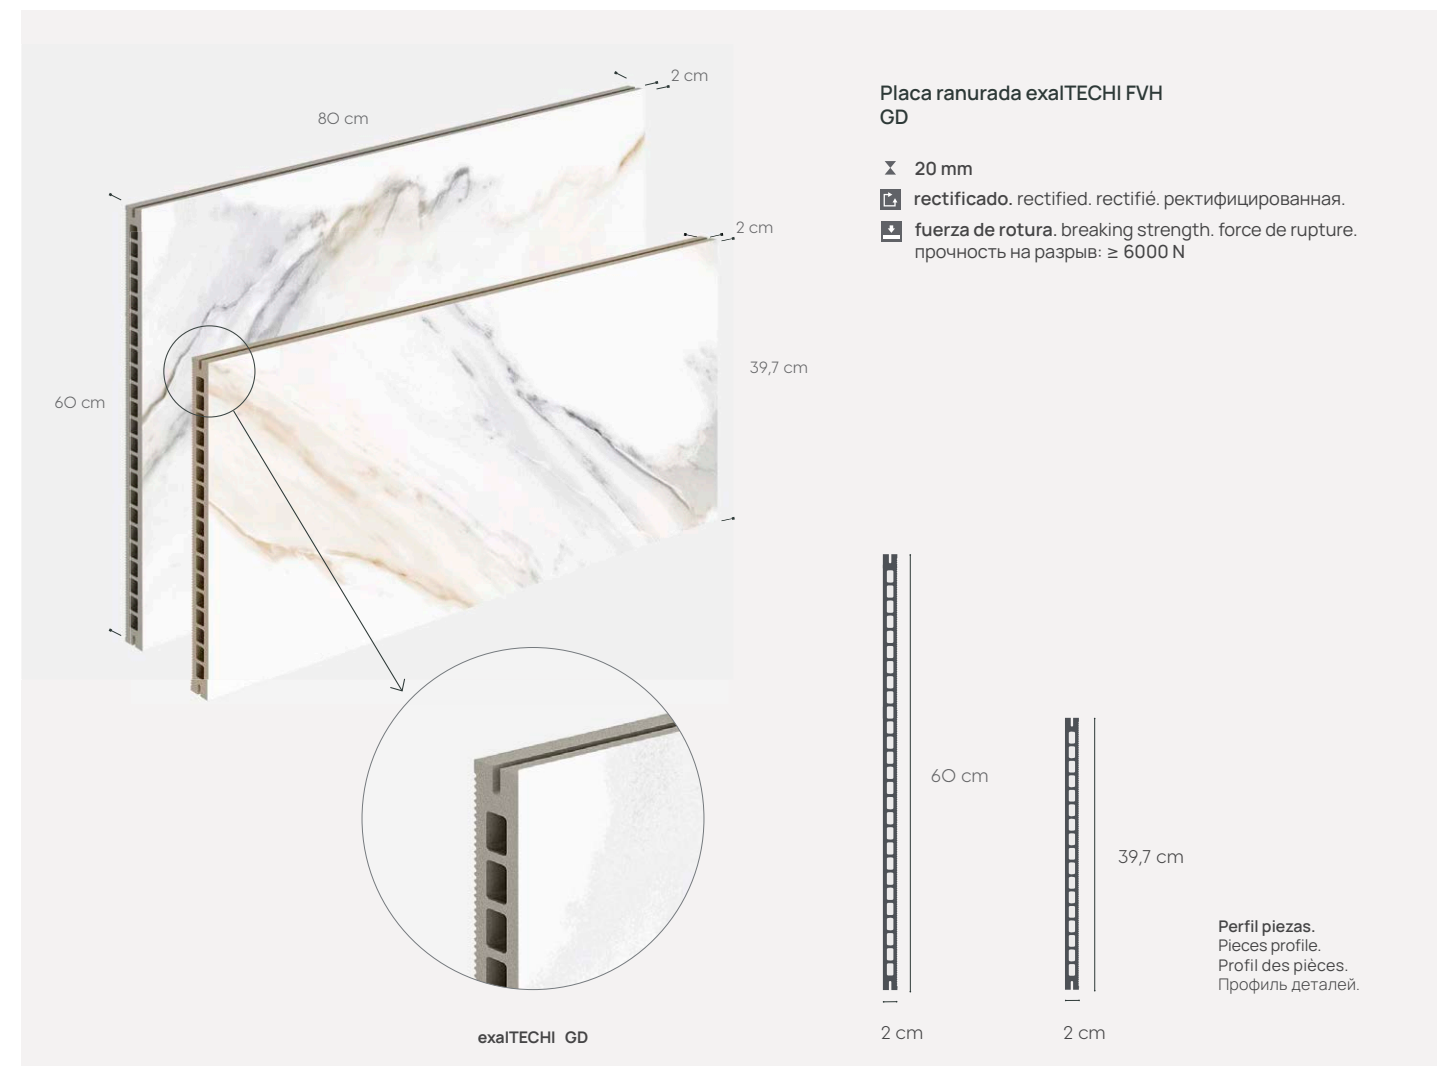 2 cm
80 cm
2 cm
39,7 cm
60 cm
exalTECHI GD
Placa ranurada exalTECHI FVH
GD
20 mm
rectificado. rectified. rectifié. ректифицированная.
fuerza de rotura. breaking strength. force de rupture.
прочность на разрыв: ≥ 6000 N
60 cm
39,7 cm
2 cm
2 cm
Perfil piezas.
Pieces profile.
Profil des pièces.
Профиль деталей.